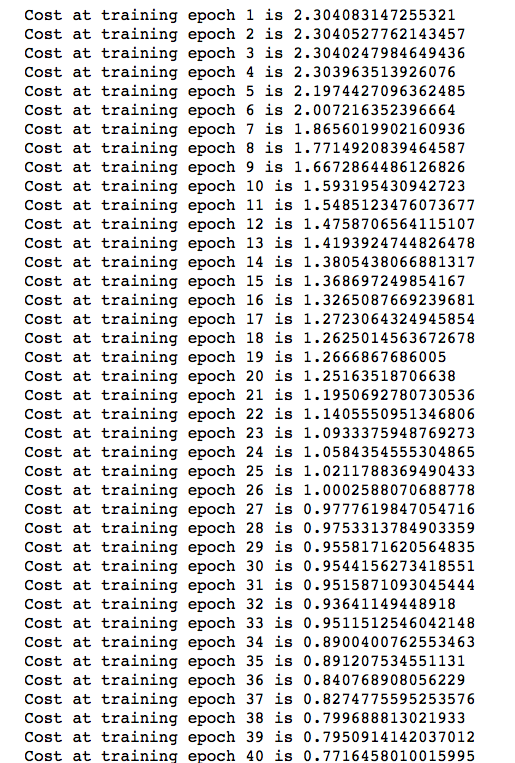 Cost at training epoch 1 is 2.304083147255321
Cost at training epoch 2 is 2.3040527762143457
Cost at training epoch 3 is 2.3040247984649436
Cost at training epoch 4 is 2.303963513926076
Cost at training epoch 5 is 2.1974427096362485
Cost at training epoch 6 is 2.007216352396664
Cost at training epoch 7 is 1.8656019902160936
Cost at training epoch 8 is 1.7714920839464587
Cost at training epoch 9 is 1.6672864486126826
Cost at training epoch 10 is 1.593195430942723
Cost at training epoch 11 is 1.5485123476073677
Cost at training epoch 12 is 1.4758706564115107
Cost at training epoch 13 is 1.4193924744826478
Cost at training epoch 14 is 1.3805438066881317
Cost at training epoch 15 is 1.368697249854167
Cost at training epoch 16 is 1.3265087669239681
Cost at training epoch 17 is 1.2723064324945854
Cost at training epoch 18 is 1.2625014563672678
Cost at training epoch 19 is 1.2666867686005
Cost at training epoch 20 is 1.25163518706638
Cost at training epoch 21 is 1.1950692780730536
Cost at training epoch 22 is 1.1405550951346806
Cost at training epoch 23 is 1.0933375948769273
Cost at training epoch 24 is 1.0584354555304865
Cost at training epoch 25 is 1.0211788369490433
Cost at training epoch 26 is 1.0002588070688778
Cost at training epoch 27 is 0.9777619847054716
Cost at training epoch 28 is 0.9753313784903359
Cost at training epoch 29 is 0.9558171620564835
Cost at training epoch 30 is 0.9544156273418551
Cost at training epoch 31 is 0.9515871093045444
Cost at training epoch 32 is 0.93641149448918
Cost at training epoch 33 is 0.9511512546042148
Cost at training epoch 34 is 0.8900400762553463
Cost at training epoch 35 is 0.891207534551131
Cost at training epoch 36 is 0.840768908056229
Cost at training epoch 37 is 0.8274775595253576
Cost at training epoch 38 is 0.799688813021933
Cost at training epoch 39 is 0.7950914142037012
Cost at training epoch 40 is 0.7716458010015995